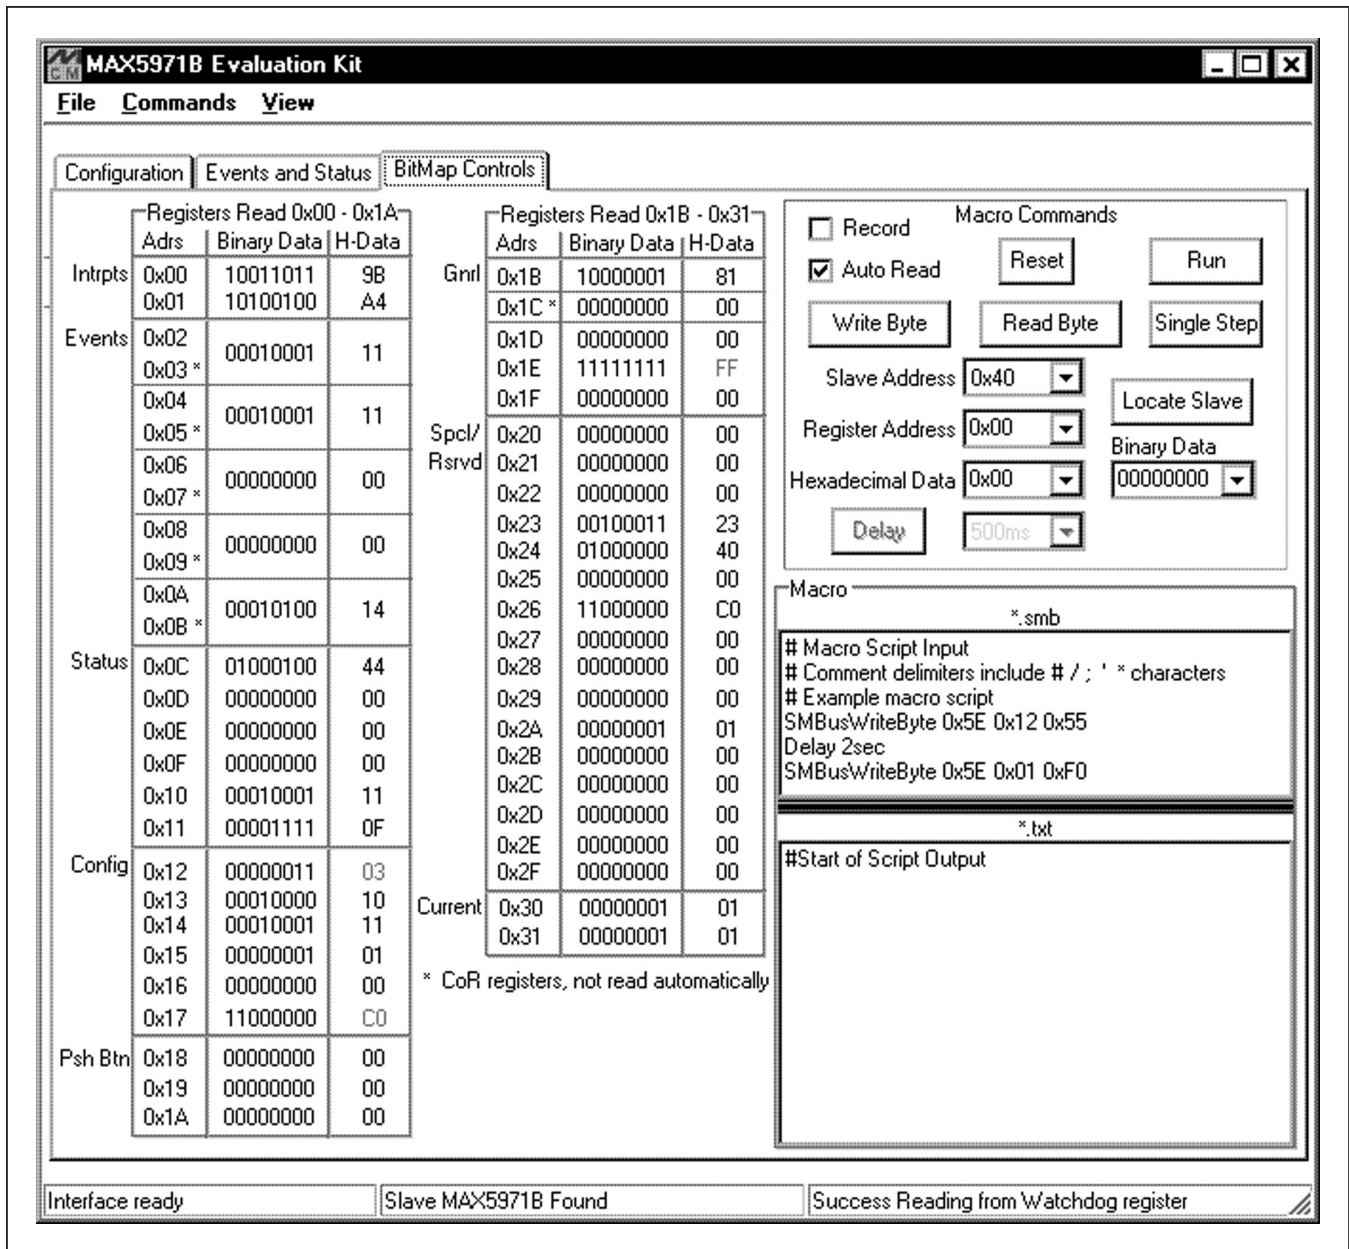 MAX5971B Evaluation Kit
File Commands View
Configuration Events and Status BitMap Controls
Registers Read 0x00 - 0x1A
Adrs Binary Data H-Data
Intrpts 0x00 10011011 9B
0x01 10100100 A4
Events 0x02
00010001 11
0x03 *
0x04
00010001 11
0x05 *
0x06
00000000 00
0x07 *
0x08
00000000 00
0x09 *
0x0A
00010100 14
0x0B *
Status 0x0C 01000100 44
0x0D 00000000 00
0x0E 00000000 00
0x0F 00000000 00
0x10 00010001 11
0x11 00001111 0F
Config 0x12 00000011 03
0x13 00010000 10
0x14 00010001 11
0x15 00000001 01
0x16 00000000 00
0x17 11000000 C0
Psh Btn 0x18 00000000 00
0x19 00000000 00
0x1A 00000000 00
Registers Read 0x1B - 0x31
Adrs Binary Data H-Data
Gnrl 0x1B 10000001 81
0x1C * 00000000 00
0x1D 00000000 00
0x1E 11111111 FF
0x1F 00000000 00
Spcl/ 0x20 00000000 00
Rsrvd 0x21 00000000 00
0x22 00000000 00
0x23 00100011 23
0x24 01000000 40
0x25 00000000 00
0x26 11000000 C0
0x27 00000000 00
0x28 00000000 00
0x29 00000000 00
0x2A 00000001 01
0x2B 00000000 00
0x2C 00000000 00
0x2D 00000000 00
0x2E 00000000 00
0x2F 00000000 00
Current 0x30 00000001 01
0x31 00000001 01
* CoR registers, not read automatically
Macro Commands
Record
Auto Read Reset Run
Write Byte Read Byte Single Step
Slave Address 0x40
Locate Slave
Register Address 0x00
Binary Data
Hexadecimal Data 0x00 00000000
Delay 500ms
Macro
*.smb
# Macro Script Input
# Comment delimiters include # / ; ' * characters
# Example macro script
SMBusWriteByte 0x5E 0x12 0x55
Delay 2sec
SMBusWriteByte 0x5E 0x01 0xF0
*.txt
#Start of Script Output
Interface ready Slave MAX5971B Found Success Reading from Watchdog register